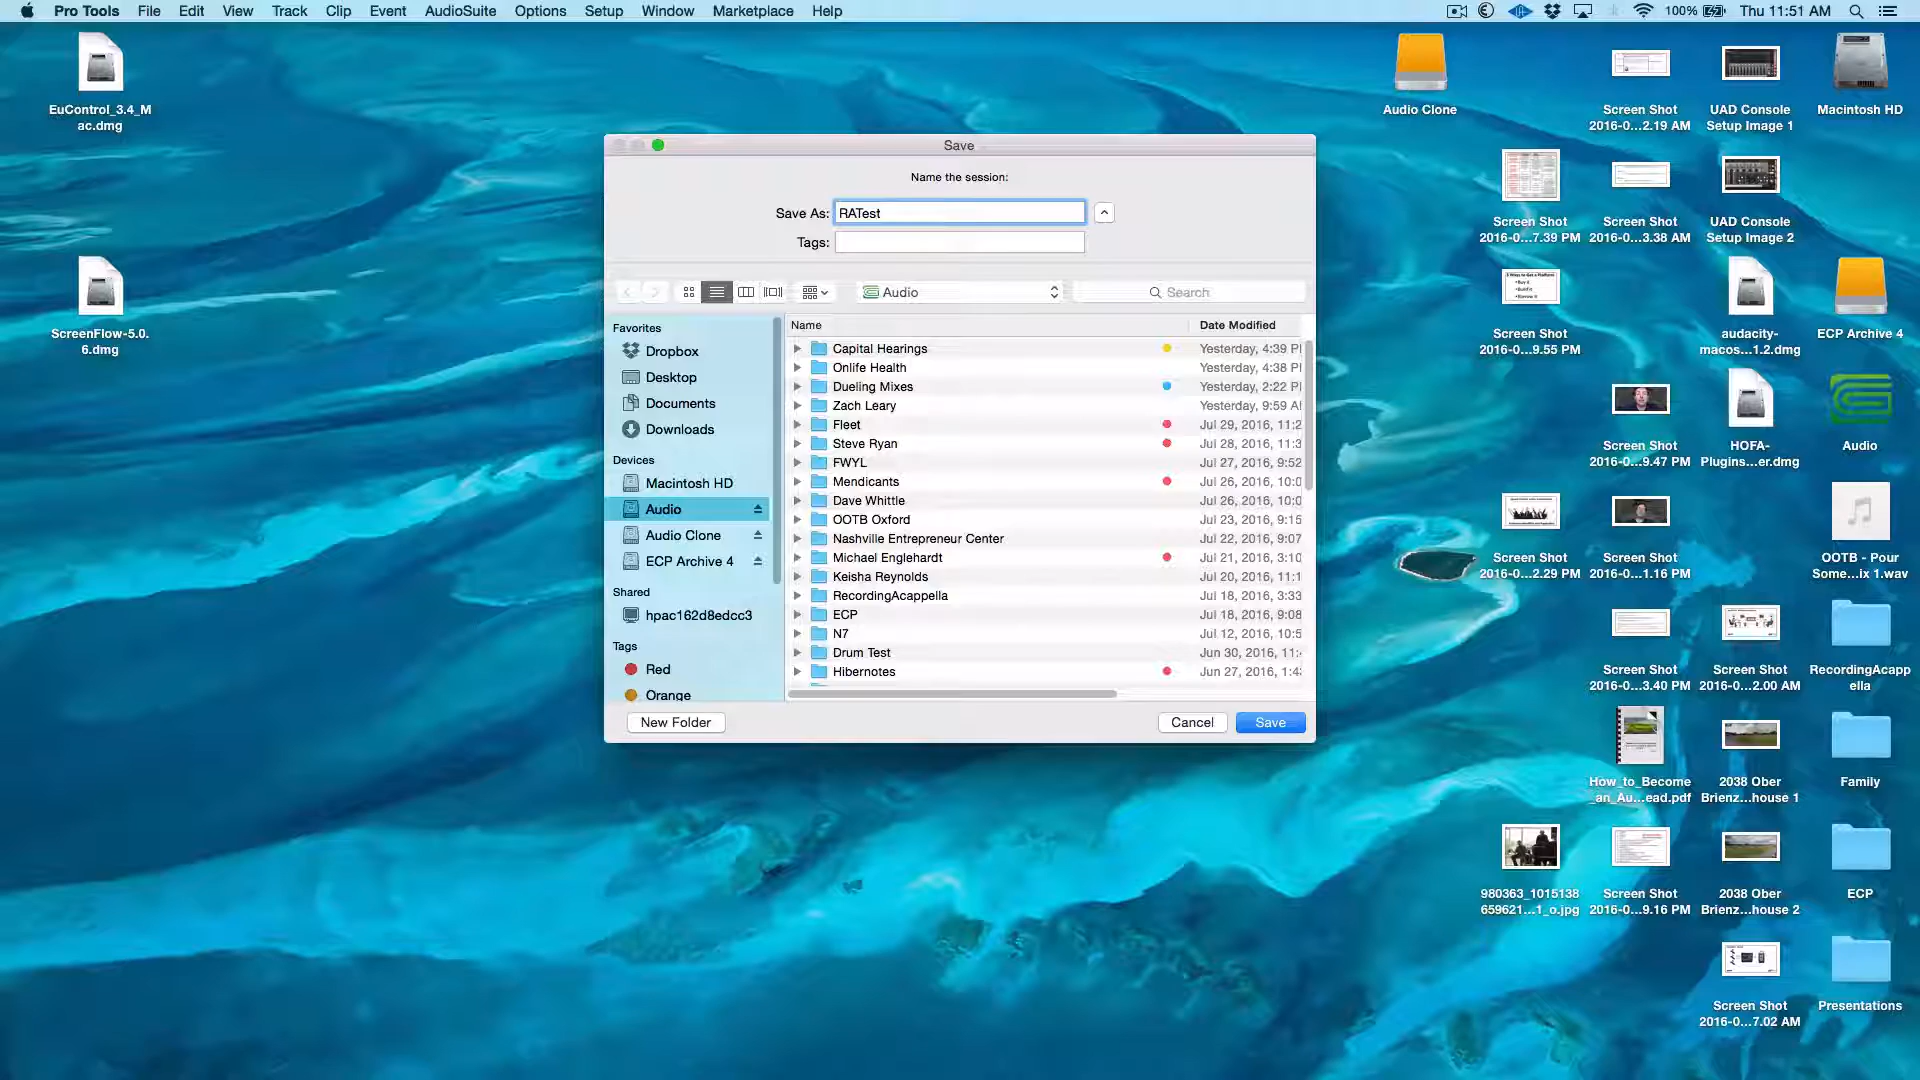 Pro Tools File Edit View Track Clip Event AudioSuite Options Setup Window Marketplace Help
100% Thu 11:51 AM
EuControl_3.4_M
ac.dmg
ScreenFlow-5.0.
6.dmg
Save
Name the session:
Save As: RATest
Tags:
Audio
Search
Favorites
Dropbox
Desktop
Documents
Downloads
Devices
Macintosh HD
Audio
Audio Clone
ECP Archive 4
Shared
hpac162d8edcc3
Tags
Red
Orange
Name Date Modified
Capital Hearings Yesterday, 4:39 P
Onlife Health Yesterday, 4:38 P
Dueling Mixes Yesterday, 2:22 P
Zach Leary Yesterday, 9:59 A
Fleet Jul 29, 2016, 11:2
Steve Ryan Jul 28, 2016, 11:3
FWYL Jul 27, 2016, 9:52
Mendicants Jul 26, 2016, 10:0
Dave Whittle Jul 26, 2016, 10:0
OOTB Oxford Jul 23, 2016, 9:15
Nashville Entrepreneur Center Jul 22, 2016, 9:07
Michael Englehardt Jul 21, 2016, 3:10
Keisha Reynolds Jul 20, 2016, 11:1
RecordingAcappella Jul 18, 2016, 3:33
ECP Jul 18, 2016, 9:08
N7 Jul 12, 2016, 10:5
Drum Test Jun 30, 2016, 11:
Hibernotes Jun 27, 2016, 1:4
New Folder Cancel Save
Audio Clone
Screen Shot
2016-0...2.19 AM
UAD Console
Setup Image 1
Macintosh HD
Screen Shot
2016-0...7.39 PM
Screen Shot
2016-0...3.38 AM
UAD Console
Setup Image 2
Screen Shot
2016-0...9.55 PM
audacity-
macos...1.2.dmg
ECP Archive 4
Screen Shot
2016-0...9.47 PM
HOFA-
Plugins...er.dmg
Audio
Screen Shot
2016-0...2.29 PM
Screen Shot
2016-0...1.16 PM
OOTB - Pour
Some...ix 1.wav
Screen Shot
2016-0...3.40 PM
Screen Shot
2016-0...2.00 AM
RecordingAcapp
ella
How_to_Become
_an_Au...ead.pdf
2038 Ober
Brienz...house 1
Family
980363_1015138
659621...1_o.jpg
Screen Shot
2016-0...9.16 PM
2038 Ober
Brienz...house 2
ECP
Screen Shot
2016-0...7.02 AM
Presentations